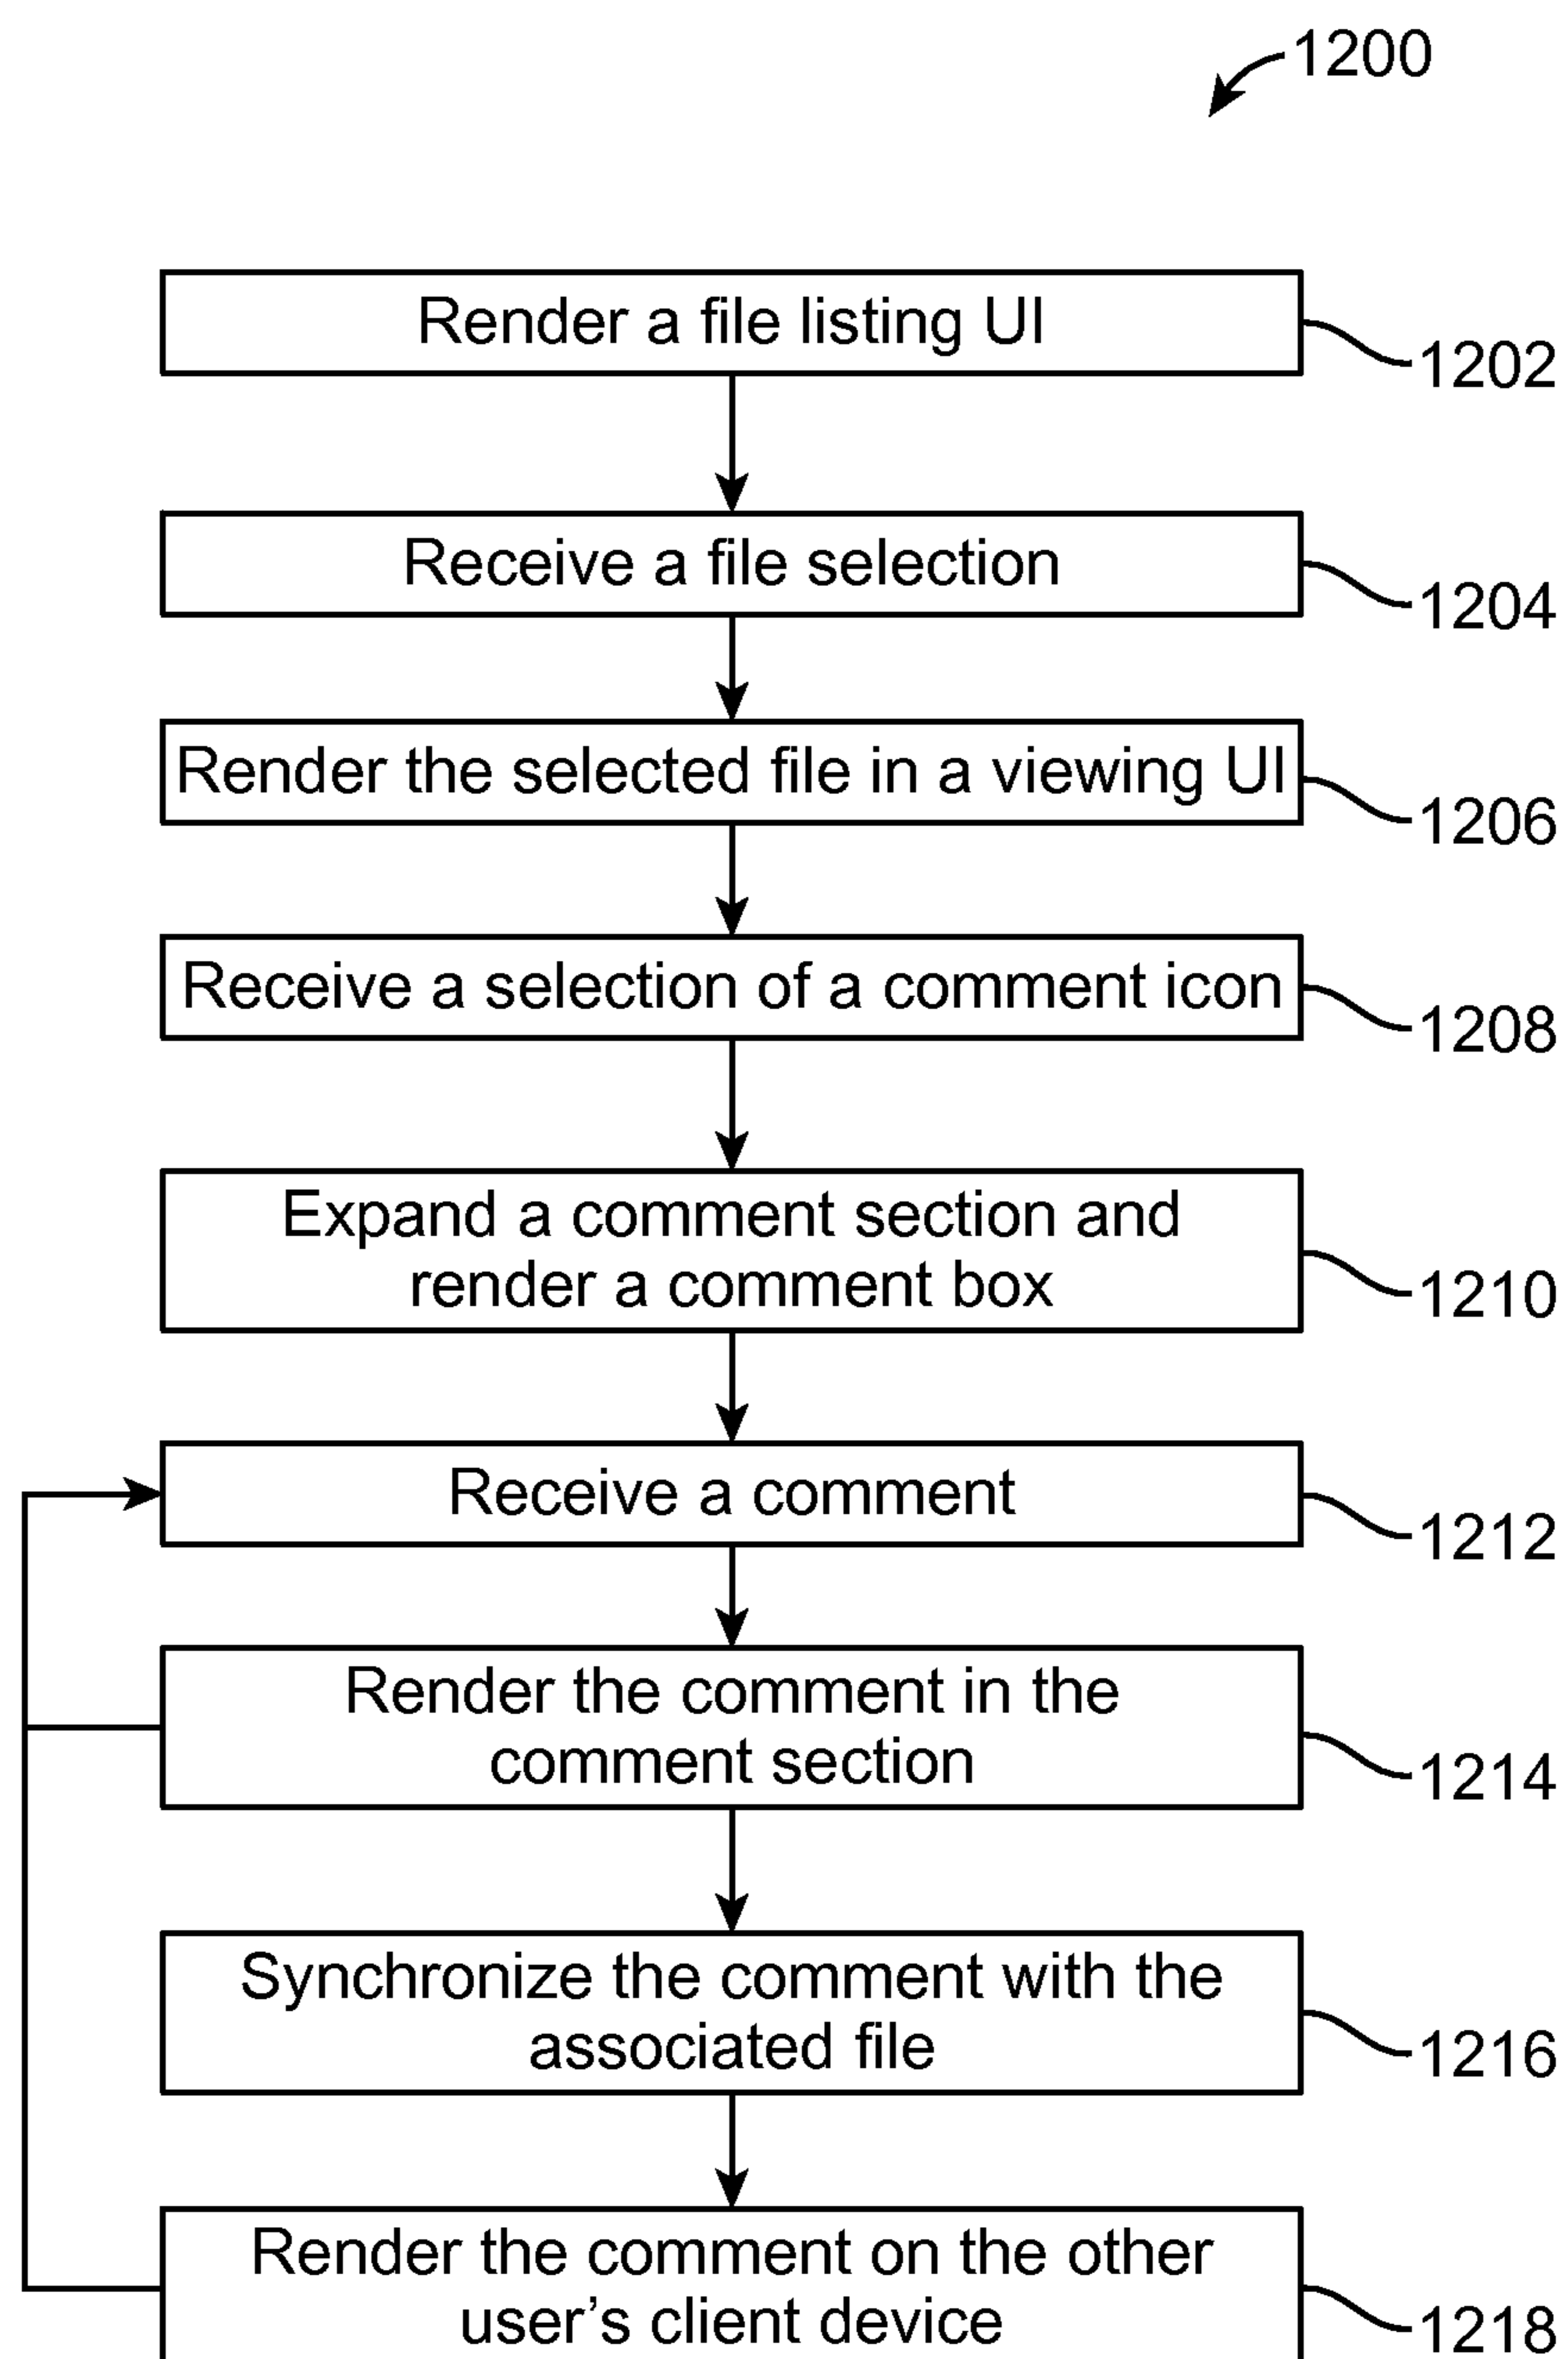 1200
Render a file listing UI
1202
Receive a file selection
1204
Render the selected file in a viewing UI
1206
Receive a selection of a comment icon
1208
Expand a comment section and
render a comment box
1210
Receive a comment
1212
Render the comment in the
comment section
1214
Synchronize the comment with the
associated file
1216
Render the comment on the other
user’s client device
1218